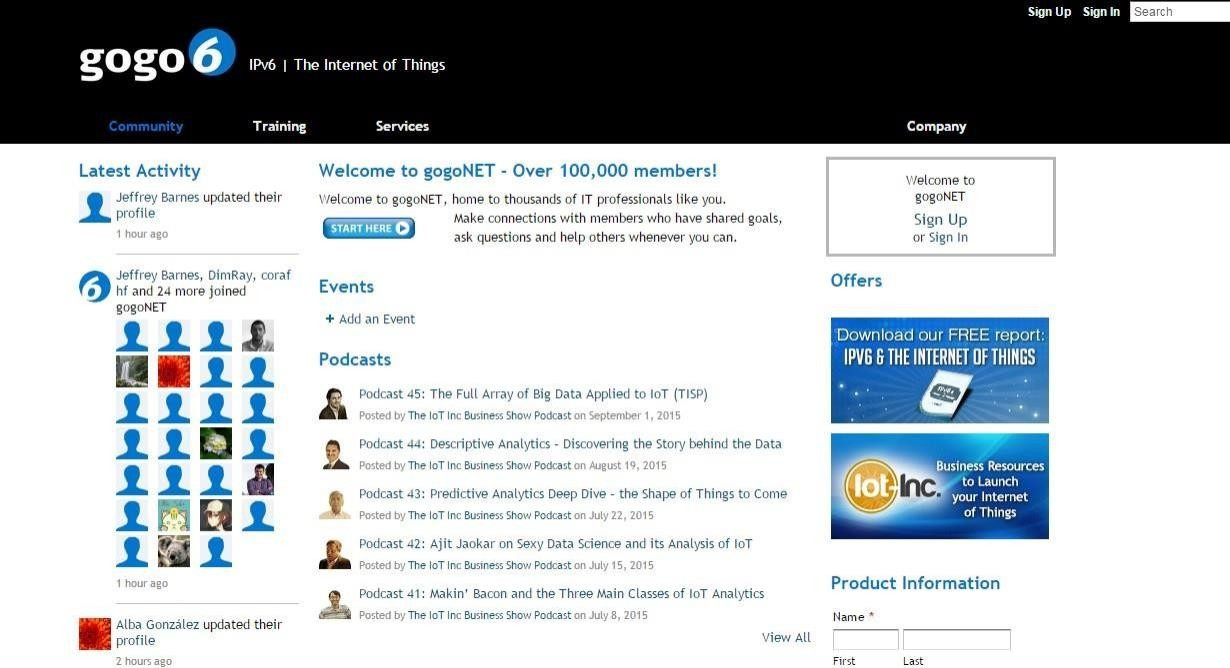 Sign Up Sign In Search
gogo6 IPv6 | The Internet of Things
Community Training Services Company
Latest Activity
Jeffrey Barnes updated their
profile
1 hour ago
6
Jeffrey Barnes, DimRay, coraf
hf and 24 more joined
gogoNET
1 hour ago
Alba González updated their
profile
2 hours ago
Welcome to gogoNET - Over 100,000 members!
Welcome to gogoNET, home to thousands of IT professionals like you.
START HERE
Make connections with members who have shared goals,
ask questions and help others whenever you can.
Events
+ Add an Event
Podcasts
Podcast 45: The Full Array of Big Data Applied to IoT (TISP)
Posted by The IoT Inc Business Show Podcast on September 1, 2015
Podcast 44: Descriptive Analytics - Discovering the Story behind the Data
Posted by The IoT Inc Business Show Podcast on August 19, 2015
Podcast 43: Predictive Analytics Deep Dive - the Shape of Things to Come
Posted by The IoT Inc Business Show Podcast on July 22, 2015
Podcast 42: Ajit Jaokar on Sexy Data Science and its Analysis of IoT
Posted by The IoT Inc Business Show Podcast on July 15, 2015
Podcast 41: Makin' Bacon and the Three Main Classes of IoT Analytics
Posted by The IoT Inc Business Show Podcast on July 8, 2015
View All
Welcome to
gogoNET
Sign Up
or Sign In
Offers
Download our FREE report:
IPV6 & THE INTERNET OF THINGS
Iot-Inc.
Business Resources
to Launch
your Internet
of Things
Product Information
Name *
First Last